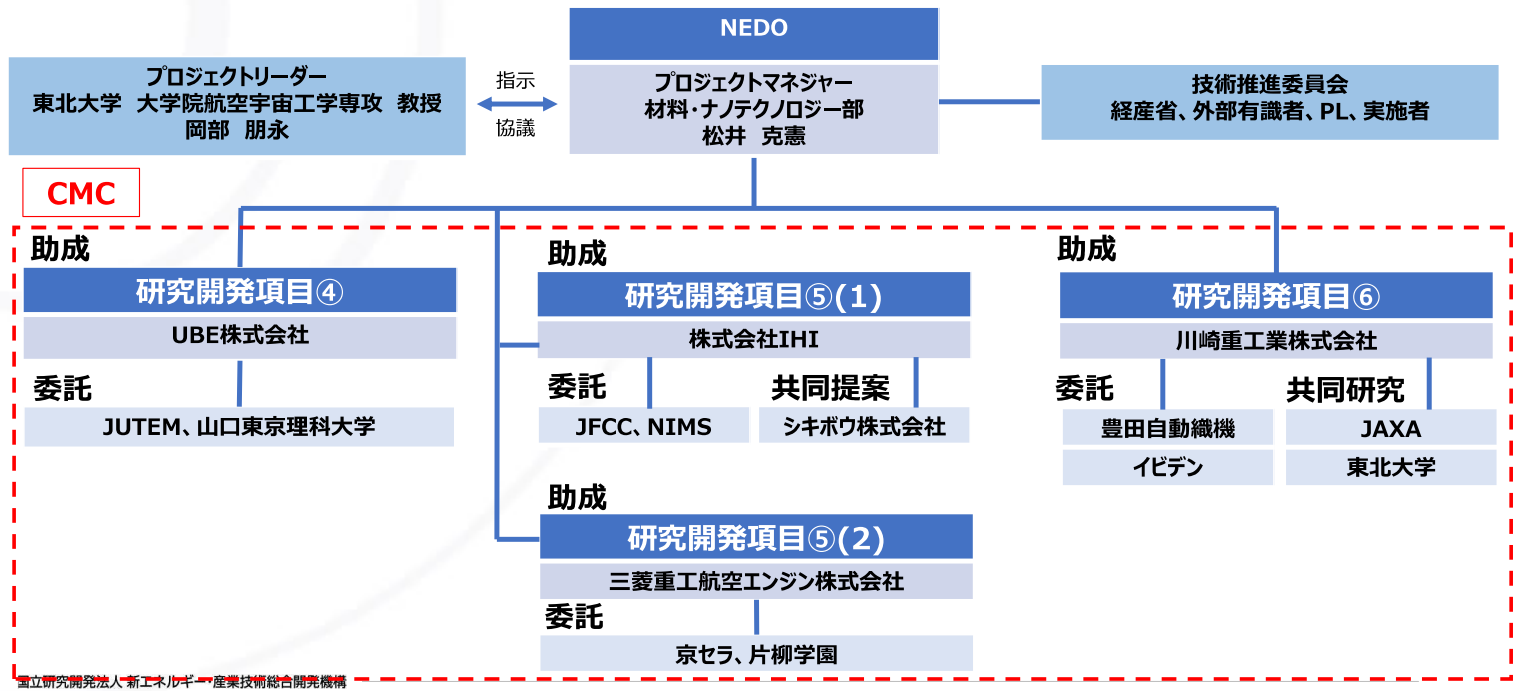 NEDO
プロジェクトリーダー
東北大学 大学院航空宇宙工学専攻 教授
岡部 朋永
指示
協議
プロジェクトマネジャー
材料・ナノテクノロジー部
松井 克憲
技術推進委員会
経産省、外部有識者、PL、実施者
CMC
助成
研究開発項目④
UBE株式会社
委託
JUTEM、山口東京理科大学
助成
研究開発項目⑤(1)
株式会社IHI
委託
JFCC、NIMS
共同提案
シキボウ株式会社
助成
研究開発項目⑤(2)
三菱重工航空エンジン株式会社
委託
京セラ、片柳学園
助成
研究開発項目⑥
川崎重工業株式会社
委託
豊田自動織機
イビデン
共同研究
JAXA
東北大学
国立研究開発法人 新エネルギー・産業技術総合開発機構